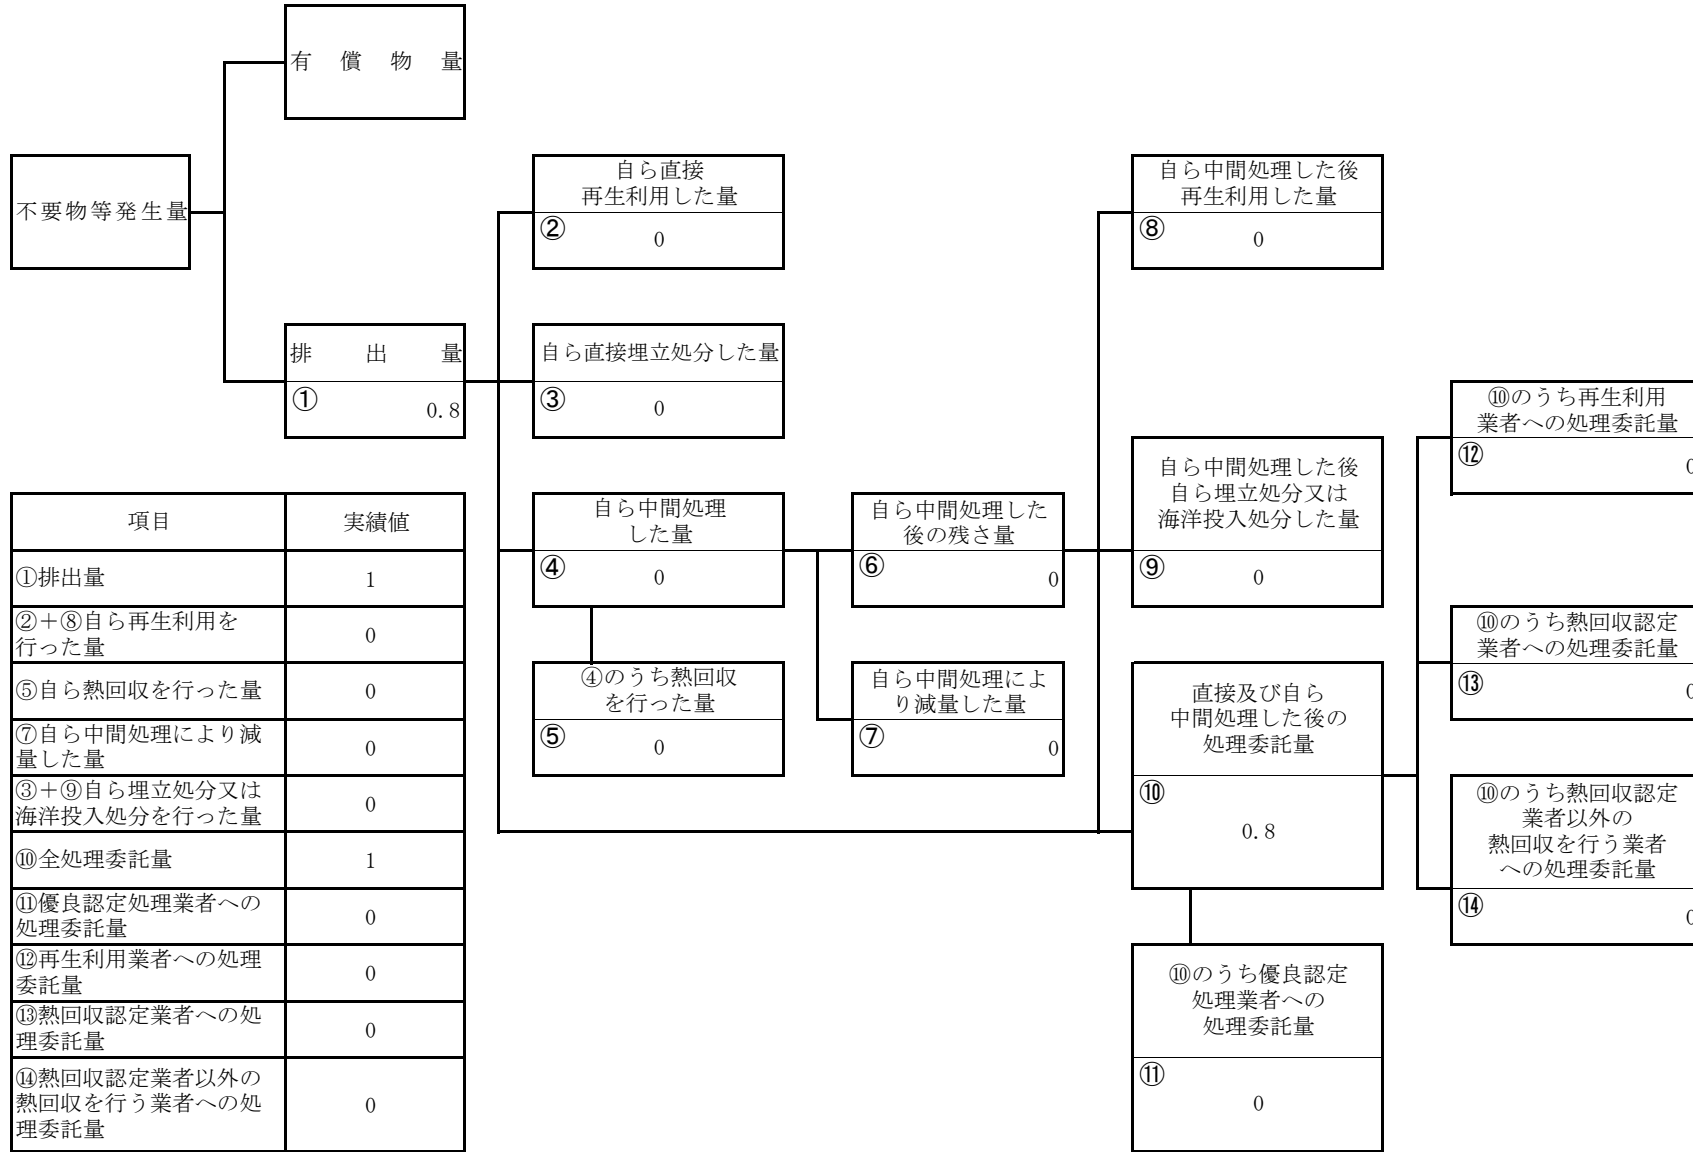 有償物量
不要物等発生量
排出量
①
0.8
自ら直接
再生利用した量
②
0
自ら直接埋立処分した量
③
0
自ら中間処理
した量
④
0
④のうち熱回収
を行った量
⑤
0
自ら中間処理した
後の残さ量
⑥
0
自ら中間処理によ
り減量した量
⑦
0
自ら中間処理した後
再生利用した量
⑧
0
自ら中間処理した後
自ら埋立処分又は
海洋投入処分した量
⑨
0
直接及び自ら
中間処理した後の
処理委託量
⑩
0.8
⑩のうち優良認定
処理業者への
処理委託量
⑪
0
⑩のうち再生利用
業者への処理委託量
⑫
0
⑩のうち熱回収認定
業者への処理委託量
⑬
0
⑩のうち熱回収認定
業者以外の
熱回収を行う業者
への処理委託量
⑭
0
項目 実績値
①排出量 1
②＋⑧自ら再生利用を
行った量 0
⑤自ら熱回収を行った量 0
⑦自ら中間処理により減
量した量 0
③＋⑨自ら埋立処分又は
海洋投入処分を行った量 0
⑩全処理委託量 1
⑪優良認定処理業者への
処理委託量 0
⑫再生利用業者への処理
委託量 0
⑬熱回収認定業者への処
理委託量 0
⑭熱回収認定業者以外の
熱回収を行う業者への処
理委託量 0